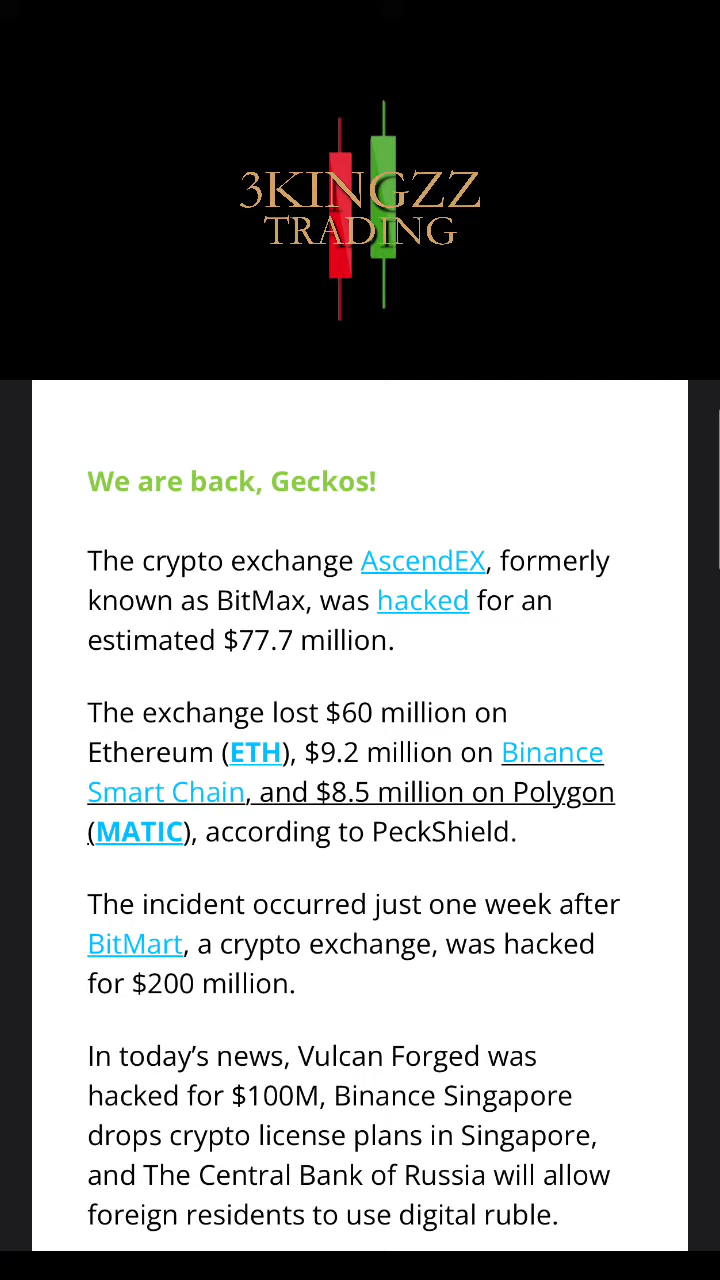 3KINGZZ
TRADING
We are back, Geckos!
The crypto exchange AscendEX, formerly
known as BitMax, was hacked for an
estimated $77.7 million.
The exchange lost $60 million on
Ethereum (ETH), $9.2 million on Binance
Smart Chain, and $8.5 million on Polygon
(MATIC), according to PeckShield.
The incident occurred just one week after
BitMart, a crypto exchange, was hacked
for $200 million.
In today’s news, Vulcan Forged was
hacked for $100M, Binance Singapore
drops crypto license plans in Singapore,
and The Central Bank of Russia will allow
foreign residents to use digital ruble.